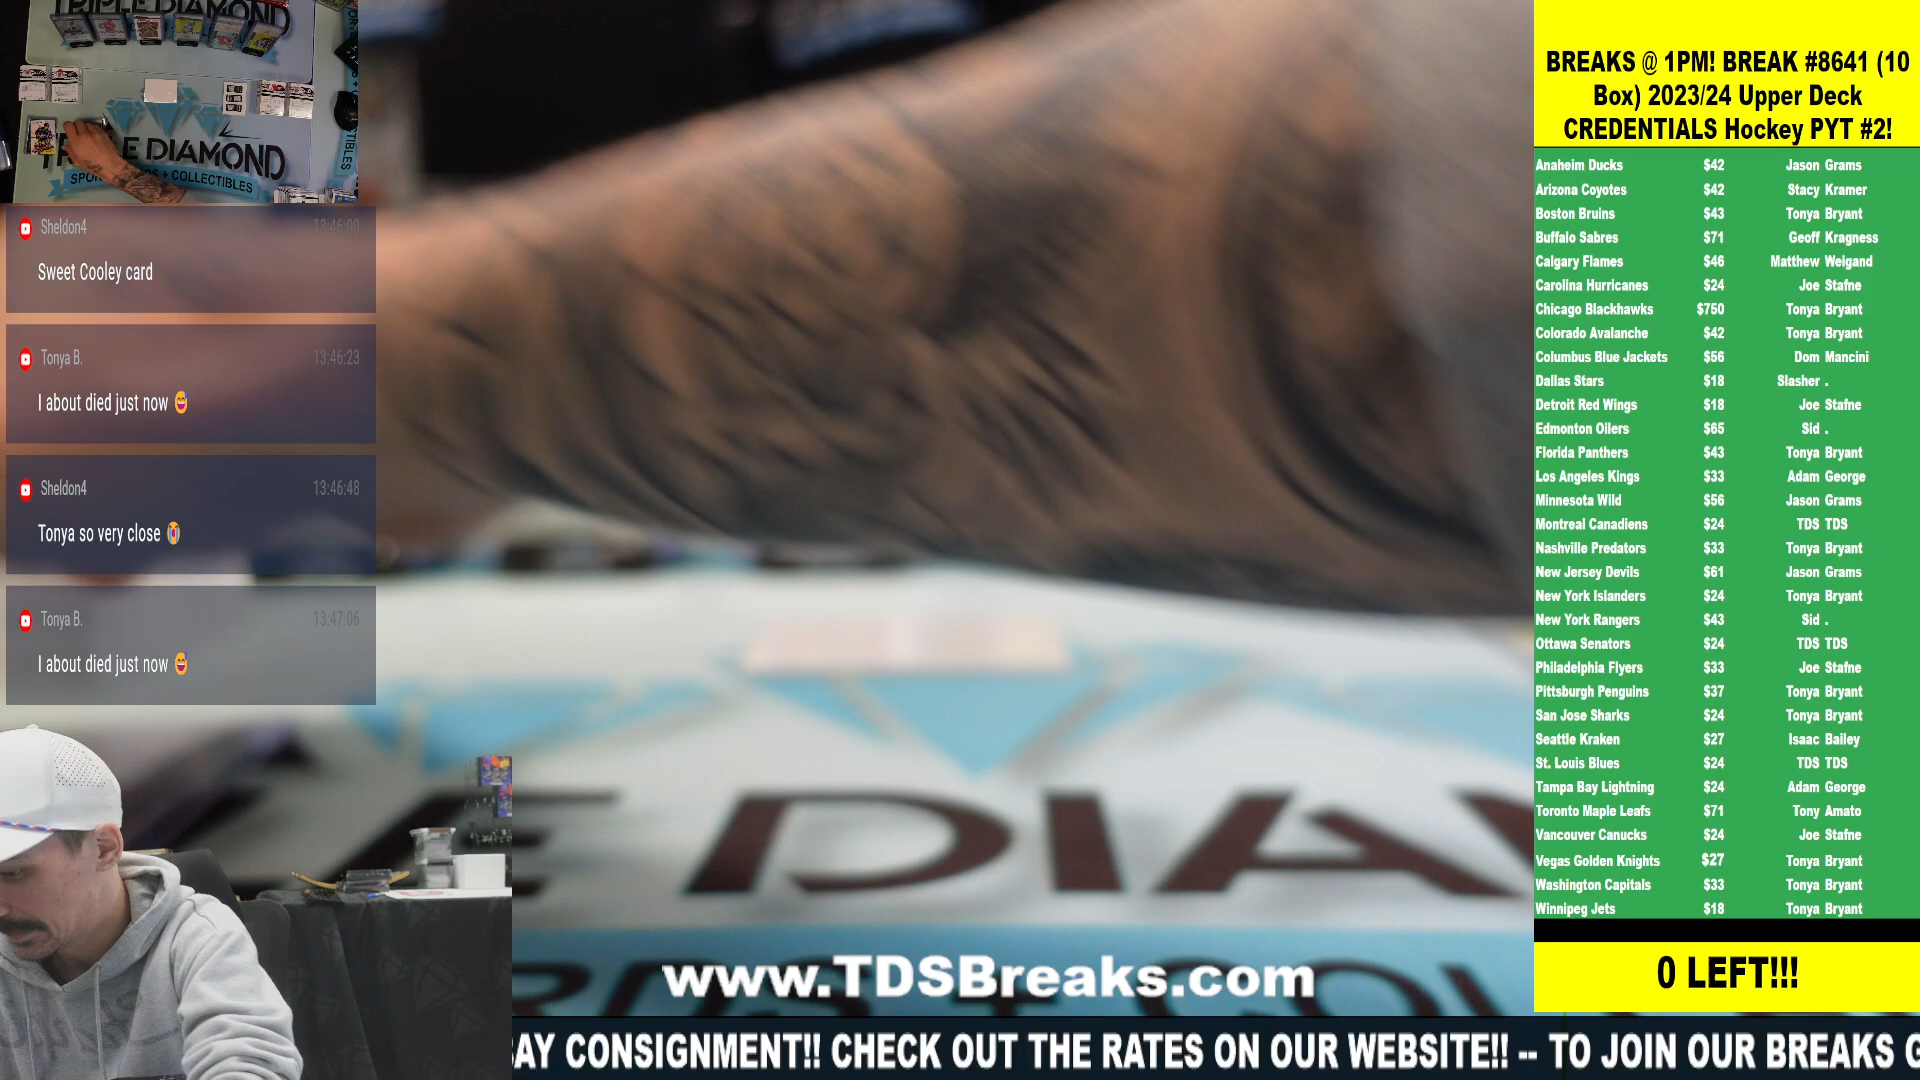 TRIPLE DIAMOND
TRIPLE DIAMOND
SPORTS CARDS + COLLECTIBLES
Sheldon4 13:46:00
Sweet Cooley card
Tonya B. 13:46:23
I about died just now 😅
Sheldon4 13:46:48
Tonya so very close 😭
Tonya B. 13:47:06
I about died just now 😅
E DIA
www.TDSBreaks.com
BREAKS @ 1PM! BREAK #8641 (10
Box) 2023/24 Upper Deck
CREDENTIALS Hockey PYT #2!
Anaheim Ducks $42 Jason Grams
Arizona Coyotes $42 Stacy Kramer
Boston Bruins $43 Tonya Bryant
Buffalo Sabres $71 Geoff Kragness
Calgary Flames $46 Matthew Weigand
Carolina Hurricanes $24 Joe Stafne
Chicago Blackhawks $750 Tonya Bryant
Colorado Avalanche $42 Tonya Bryant
Columbus Blue Jackets $56 Dom Mancini
Dallas Stars $18 Slasher .
Detroit Red Wings $18 Joe Stafne
Edmonton Oilers $65 Sid .
Florida Panthers $43 Tonya Bryant
Los Angeles Kings $33 Adam George
Minnesota Wild $56 Jason Grams
Montreal Canadiens $24 TDS TDS
Nashville Predators $33 Tonya Bryant
New Jersey Devils $61 Jason Grams
New York Islanders $24 Tonya Bryant
New York Rangers $43 Sid .
Ottawa Senators $24 TDS TDS
Philadelphia Flyers $33 Joe Stafne
Pittsburgh Penguins $37 Tonya Bryant
San Jose Sharks $24 Tonya Bryant
Seattle Kraken $27 Isaac Bailey
St. Louis Blues $24 TDS TDS
Tampa Bay Lightning $24 Adam George
Toronto Maple Leafs $71 Tony Amato
Vancouver Canucks $24 Joe Stafne
Vegas Golden Knights $27 Tonya Bryant
Washington Capitals $33 Tonya Bryant
Winnipeg Jets $18 Tonya Bryant
0 LEFT!!!
BAY CONSIGNMENT!! CHECK OUT THE RATES ON OUR WEBSITE!! -- TO JOIN OUR BREAKS G